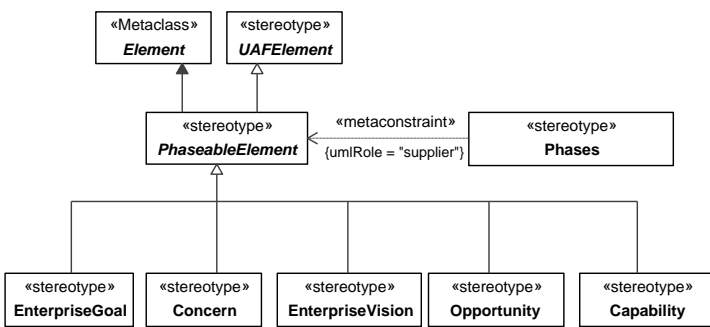 «Metaclass»
Element
«stereotype»
UAFElement
«stereotype»
PhaseableElement
«metaconstraint»
{umlRole = "supplier"}
«stereotype»
Phases
«stereotype»
EnterpriseGoal
«stereotype»
Concern
«stereotype»
EnterpriseVision
«stereotype»
Opportunity
«stereotype»
Capability